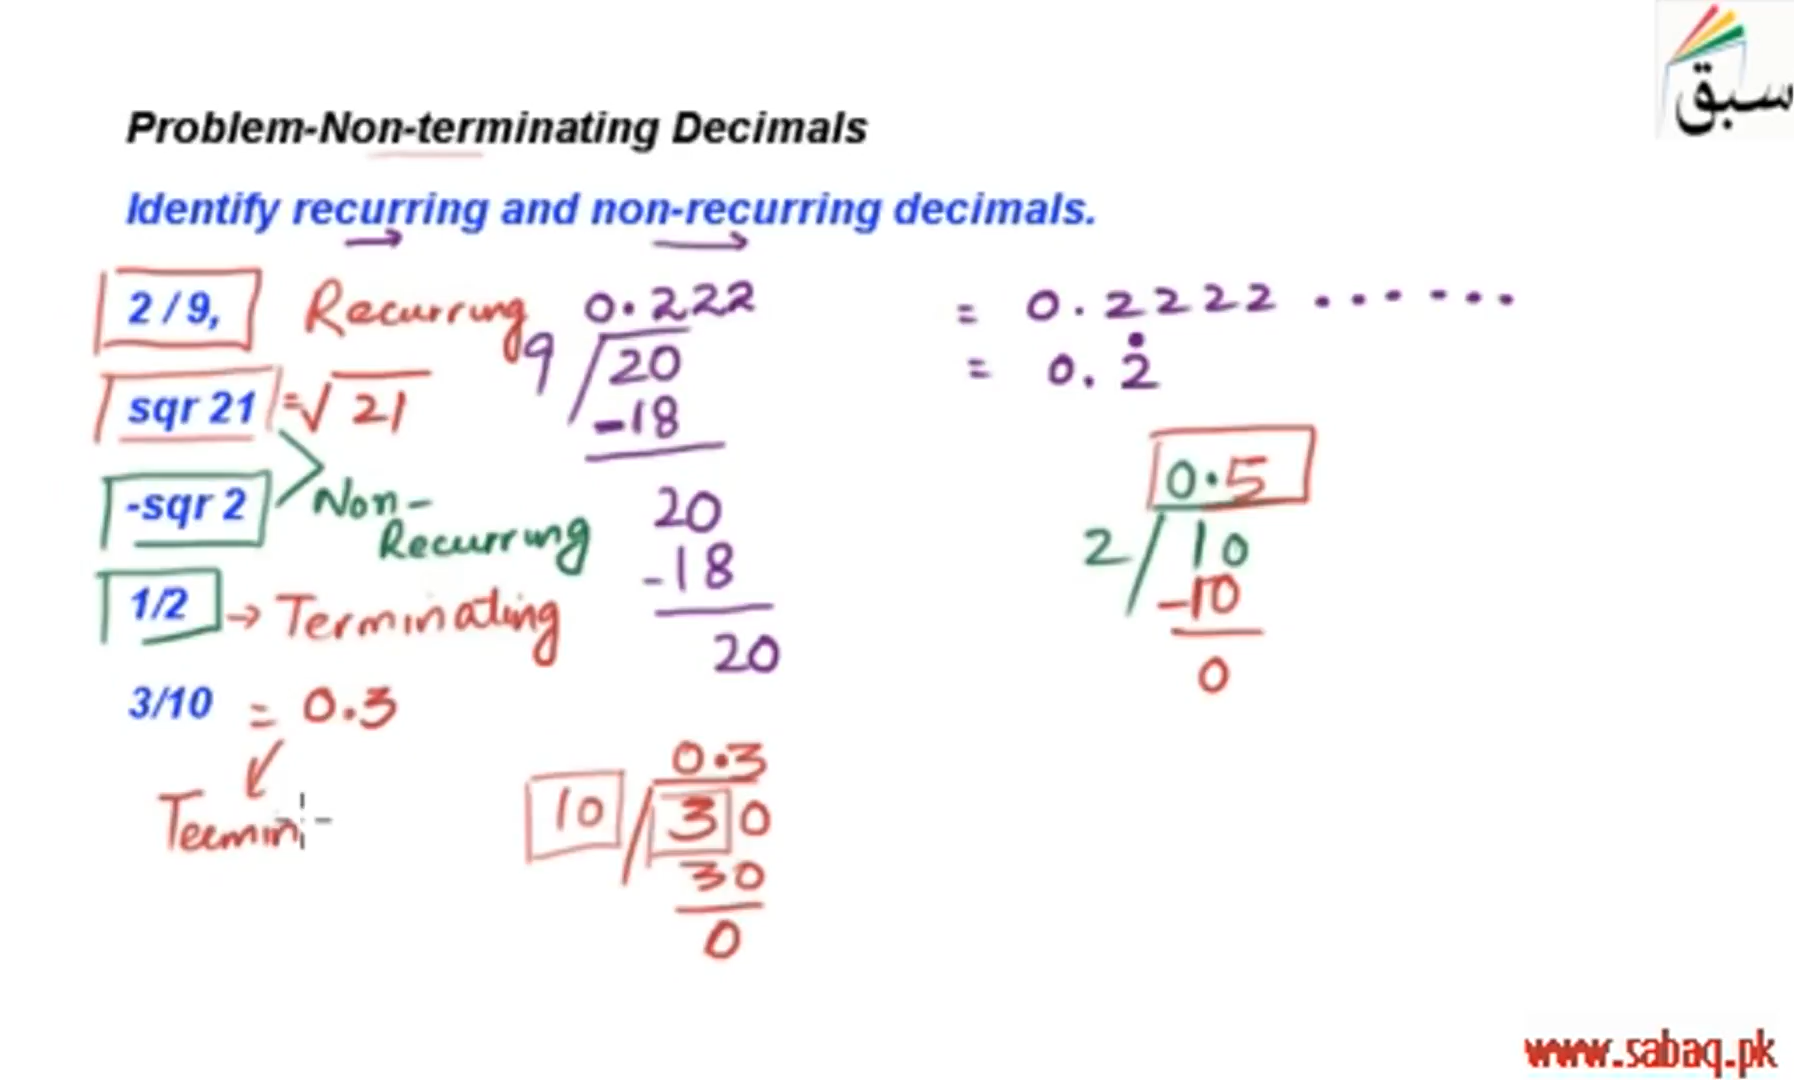 سبق
Problem-Non-terminating Decimals
Identify recurring and non-recurring decimals.
2 / 9, Recurring
sqr 21 = √21
-sqr 2 Non-
Recurring
1/2 → Terminating
3/10 = 0.3
Termin
0.222
9 20
-18
20
-18
20
= 0.2222 . . . . . .
= 0.2̇
0.5
2 10
-10
0
0.3
10 30
30
0
www.sabaq.pk